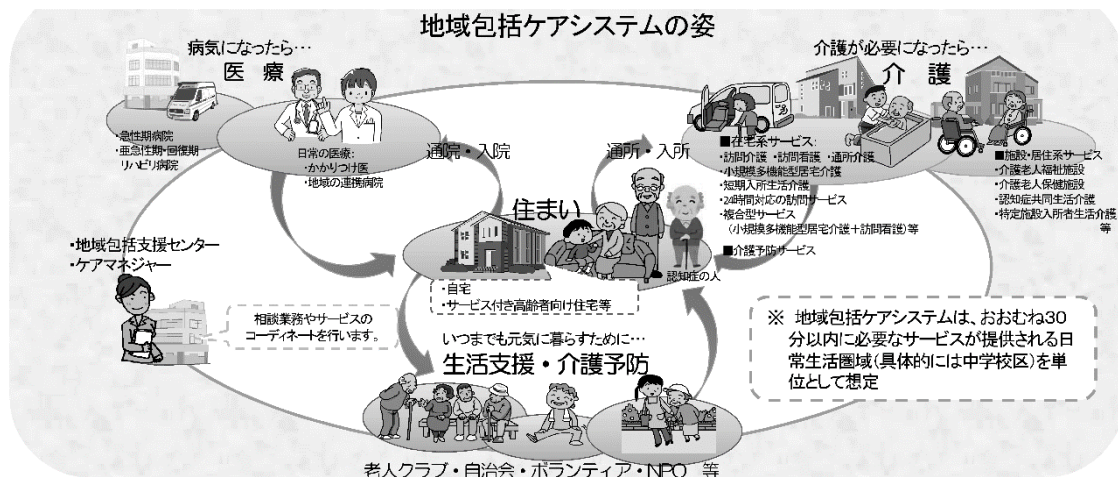 地域包括ケアシステムの姿
病気になったら…
医 療
・急性期病院
・亜急性期・回復期
リハビリ病院
日常の医療：
・かかりつけ医
・地域の連携病院
通院・入院
通所・入所
介護が必要になったら…
介 護
■在宅系サービス：
・訪問介護 ・訪問看護 ・通所介護
・小規模多機能型居宅介護
・短期入所生活介護
・24時間対応の訪問サービス
・複合型サービス
（小規模多機能型居宅介護＋訪問看護）等
■介護予防サービス
■施設・居住系サービス
・介護老人福祉施設
・介護老人保健施設
・認知症共同生活介護
・特定施設入所者生活介護
等
住まい
認知症の人
・自宅
・サービス付き高齢者向け住宅等
・地域包括支援センター
・ケアマネジャー
相談業務やサービスの
コーディネートを行います。
いつまでも元気に暮らすために…
生活支援・介護予防
老人クラブ・自治会・ボランティア・NPO 等
※ 地域包括ケアシステムは、おおむね30
分以内に必要なサービスが提供される日
常生活圏域（具体的には中学校区）を単
位として想定